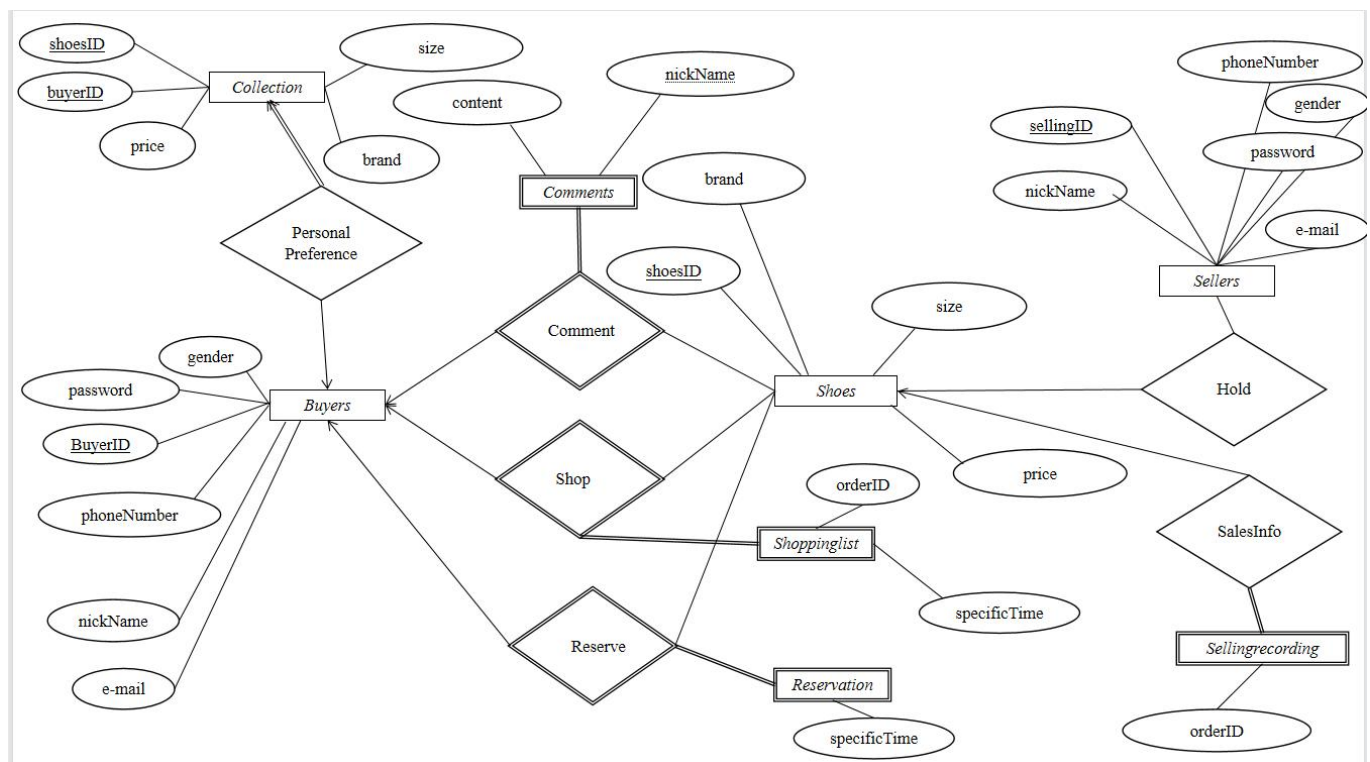 shoesID
buyerID
price
Collection
size
brand
Personal
Preference
content
nickName
Comments
brand
shoesID
Comment
phoneNumber
gender
sellingID
password
nickName
e-mail
Sellers
size
Shoes
price
Hold
gender
password
Buyers
BuyerID
phoneNumber
nickName
e-mail
Shop
orderID
Shoppinglist
specificTime
Reserve
Reservation
specificTime
SalesInfo
Sellingrecording
orderID